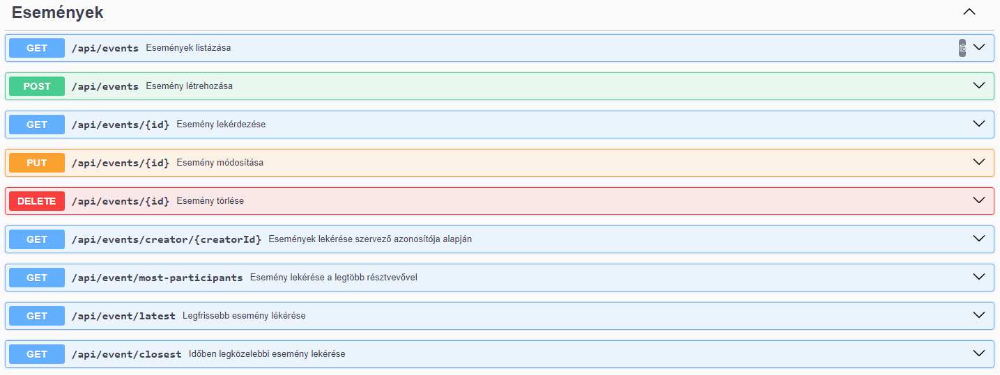 Események
GET /api/events Események listázása
POST /api/events Esemény létrehozása
GET /api/events/{id} Esemény lekérdezése
PUT /api/events/{id} Esemény módosítása
DELETE /api/events/{id} Esemény törlése
GET /api/events/creator/{creatorId} Események lekérése szervező azonosítója alapján
GET /api/event/most-participants Esemény lekérése a legtöbb résztvevővel
GET /api/event/latest Legfrissebb esemény lékérése
GET /api/event/closest Időben legközelebbi esemény lekérése